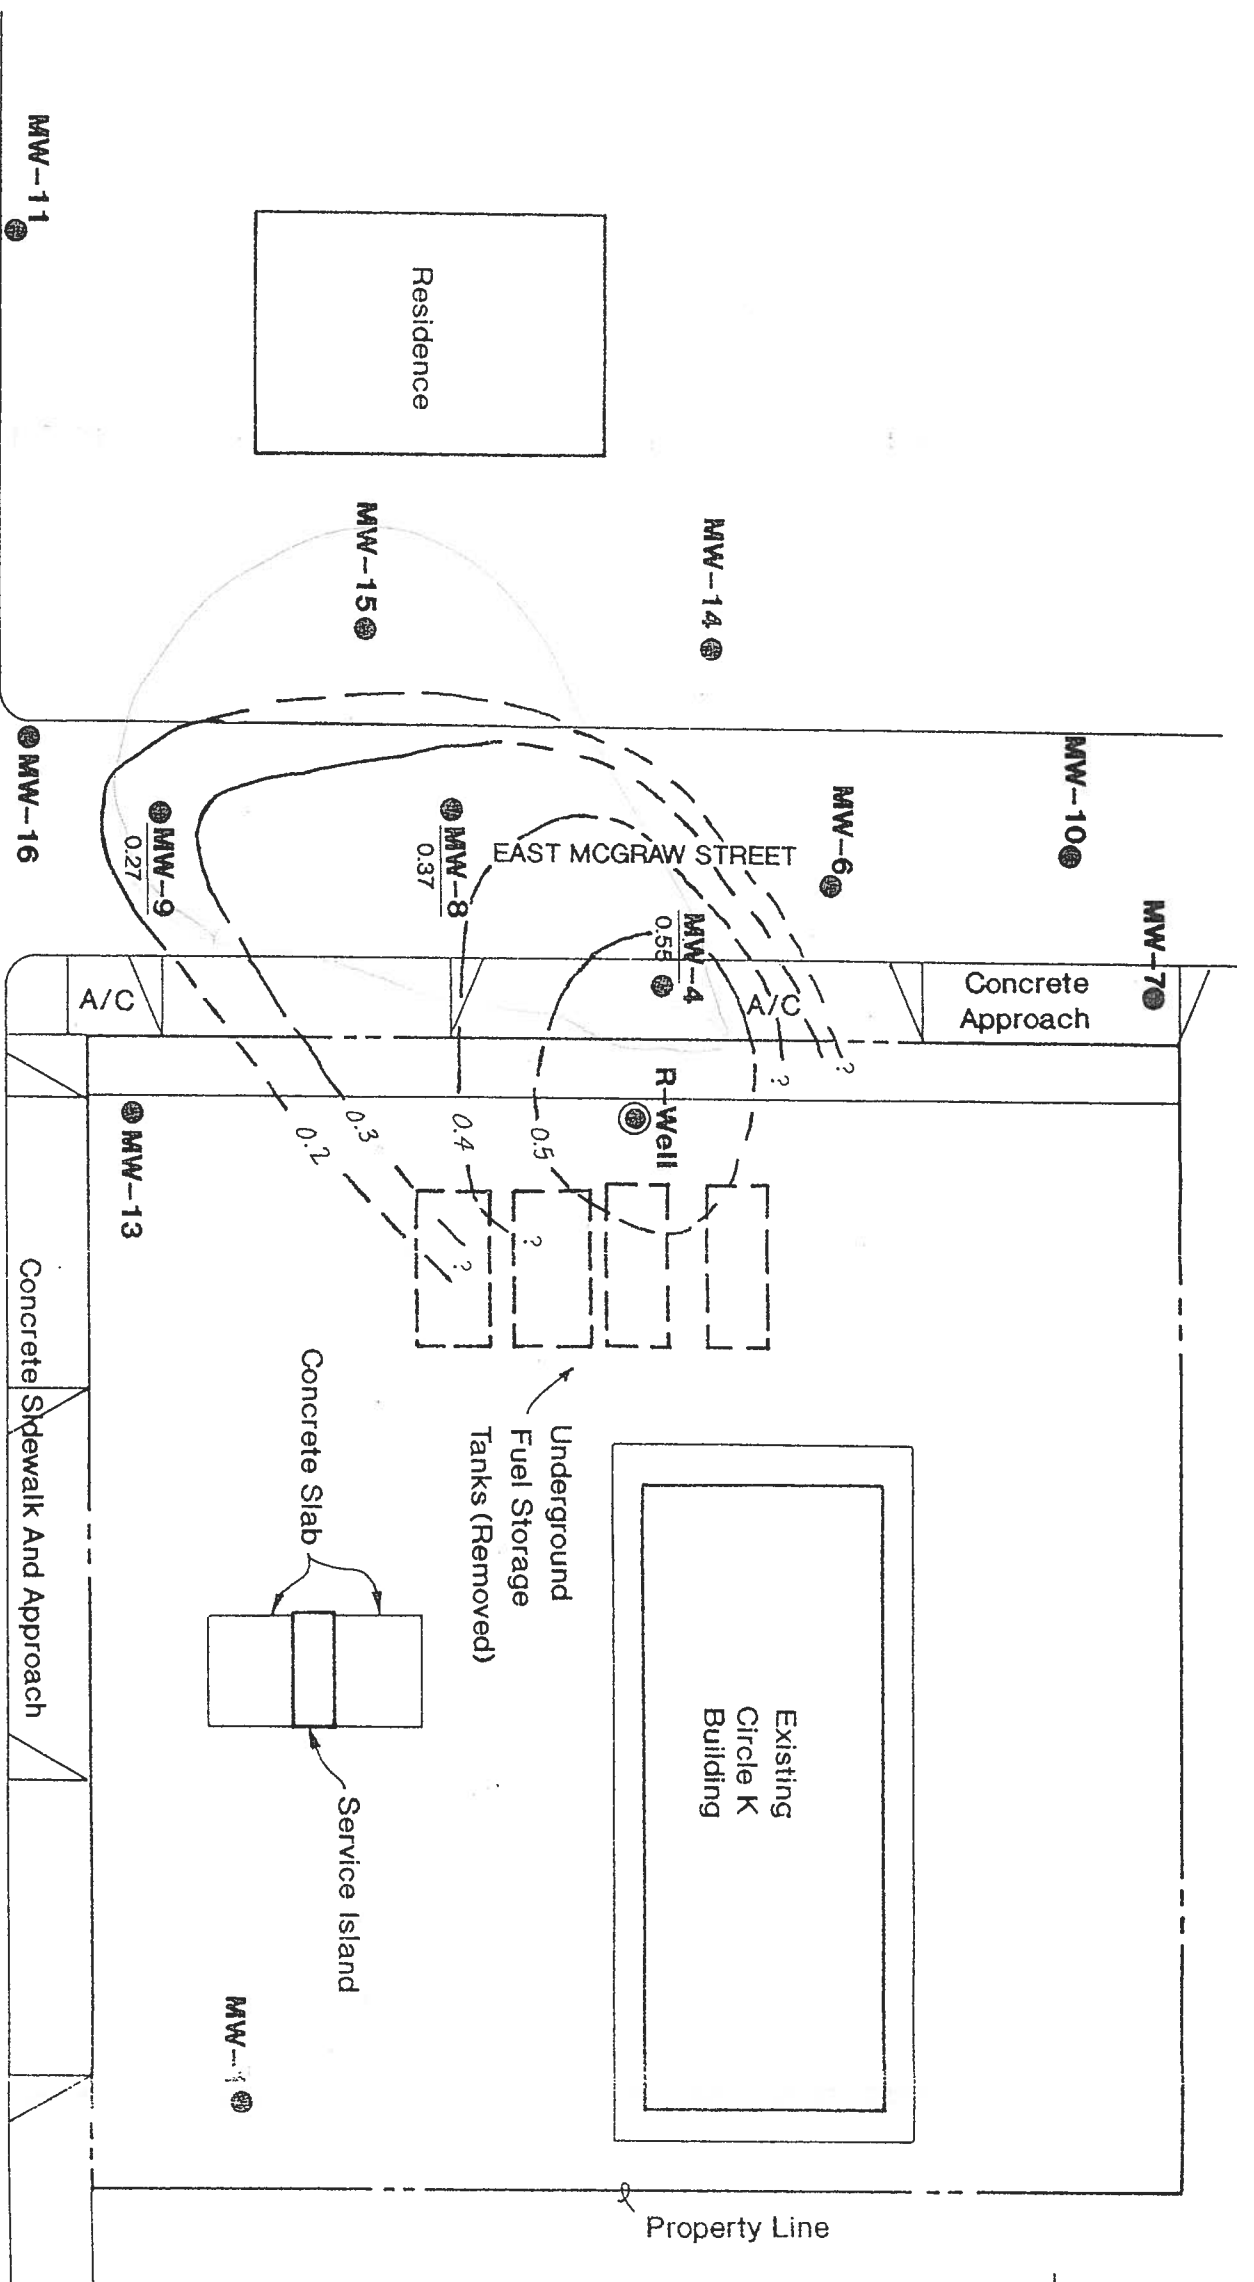 MW-11
Residence
MW-15
MW-14
MW-10
MW-6
MW-7
MW-16
MW-9
0.27
MW-8
0.37
EAST MCGRAW STREET
MW-4
0.55
A/C
A/C
Concrete
Approach
?
?
R-Well
MW-13
0.2
0.3
0.4
0.5
?
?
Underground
Fuel Storage
Tanks (Removed)
Concrete Slab
Concrete Sidewalk And Approach
Existing
Circle K
Building
Service Island
MW-1
Property Line